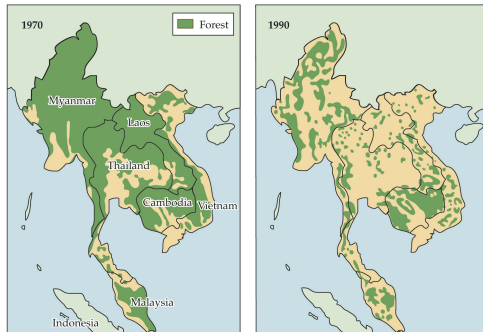 1970
Forest
1990
Myanmar
Laos
Thailand
Cambodia
Vietnam
Malaysia
Indonesia